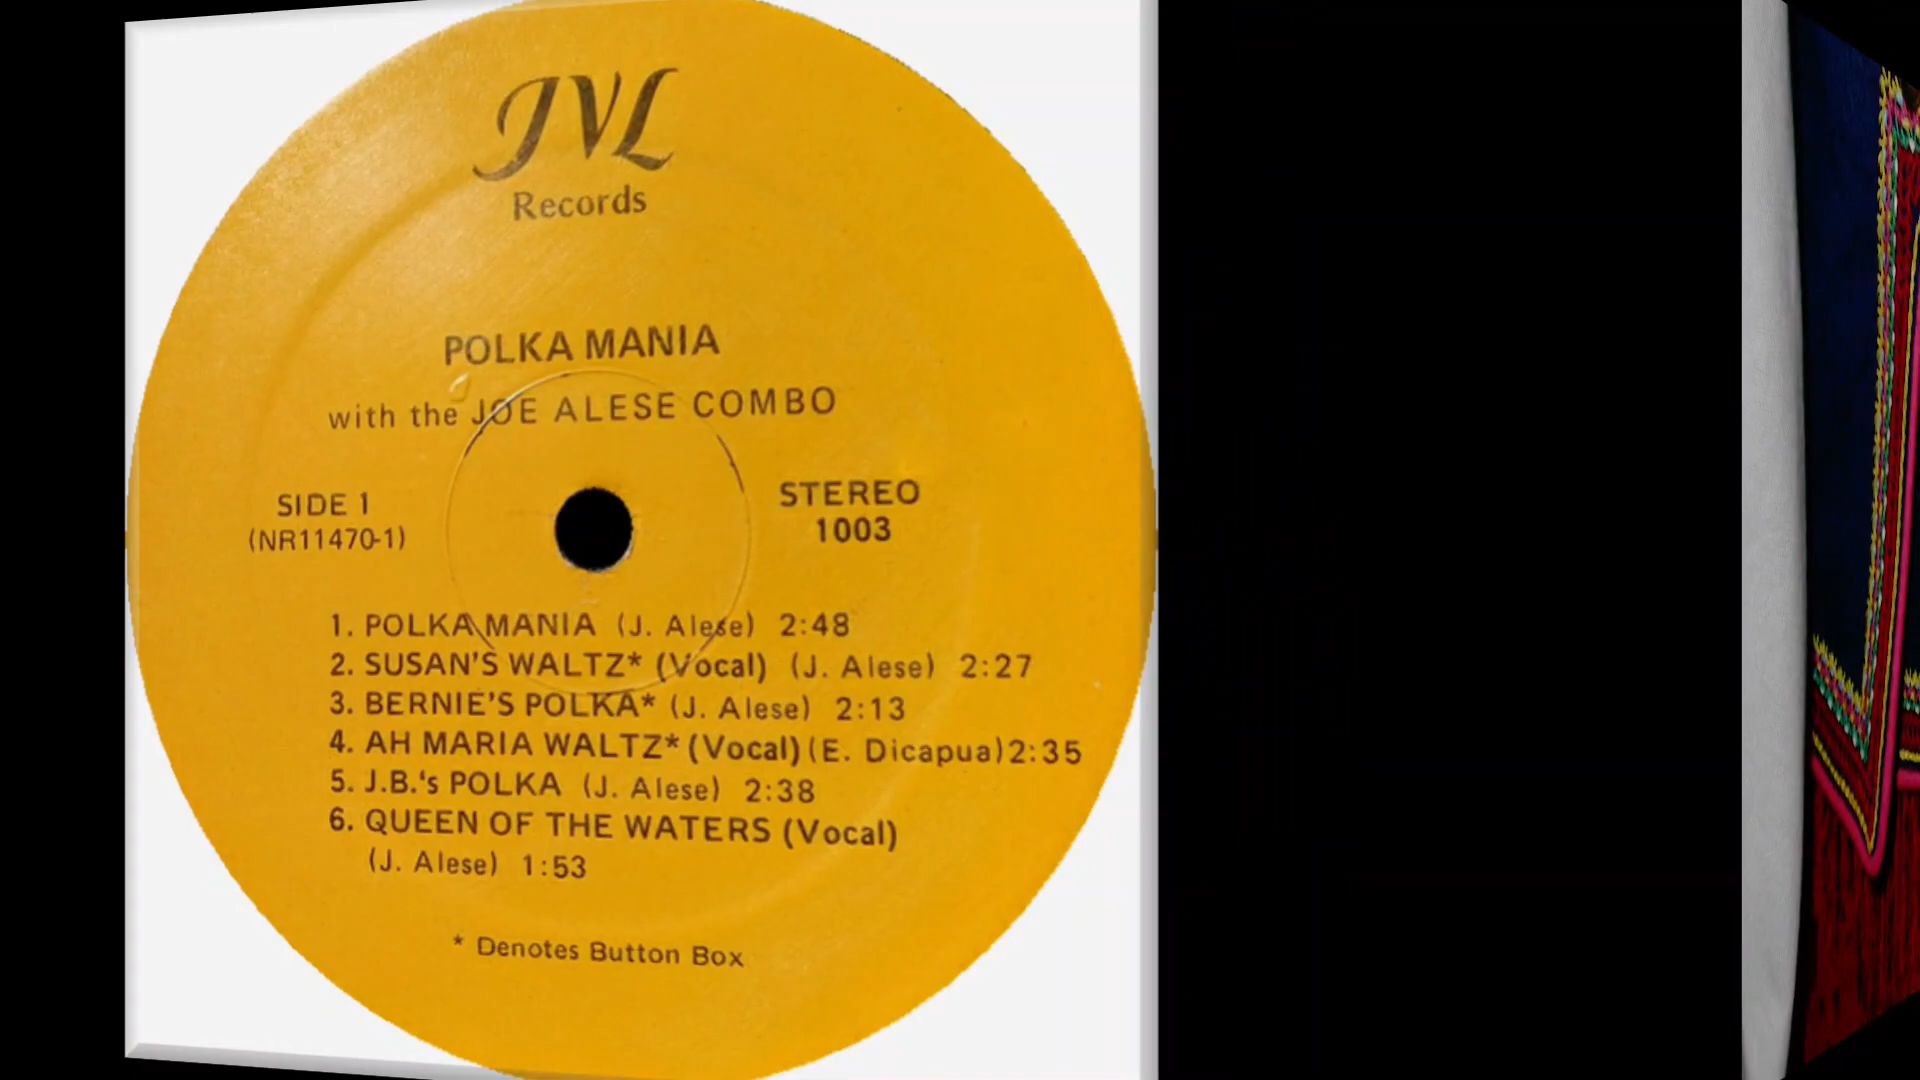 JVL
Records
POLKA MANIA
with the JOE ALESE COMBO
SIDE 1
(NR11470-1)
STEREO
1003
1. POLKA MANIA (J. Alese) 2:48
2. SUSAN'S WALTZ* (Vocal) (J. Alese) 2:27
3. BERNIE'S POLKA* (J. Alese) 2:13
4. AH MARIA WALTZ* (Vocal) (E. Dicapua) 2:35
5. J.B.'s POLKA (J. Alese) 2:38
6. QUEEN OF THE WATERS (Vocal)
(J. Alese) 1:53
* Denotes Button Box